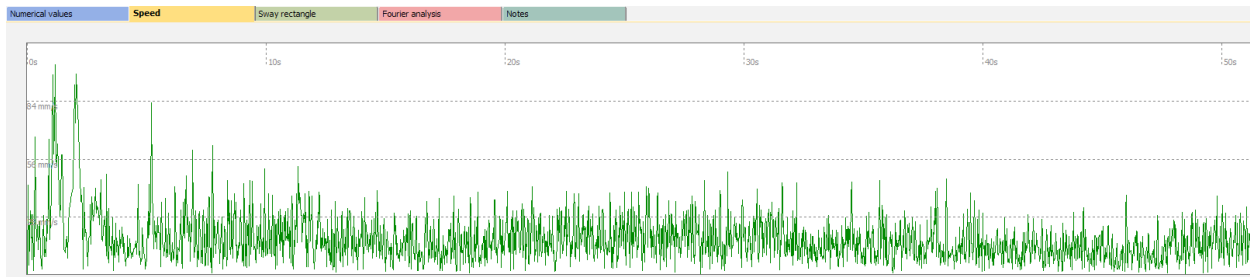 Numerical values
Speed
Sway rectangle
Fourier analysis
Notes
0s
10s
20s
30s
40s
50s
84 mm/s
56 mm/s